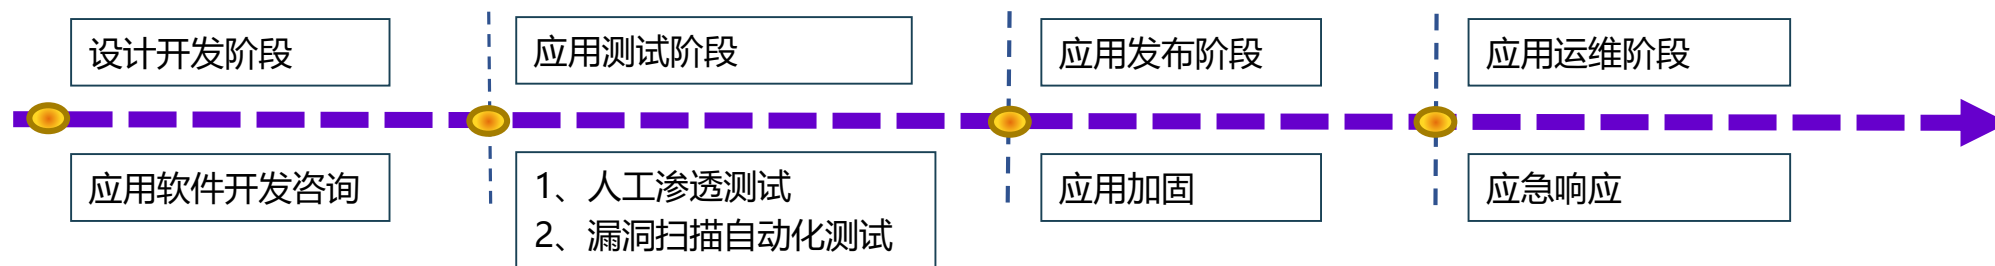 设计开发阶段
应用测试阶段
应用发布阶段
应用运维阶段
应用软件开发咨询
1、人工渗透测试
2、漏洞扫描自动化测试
应用加固
应急响应